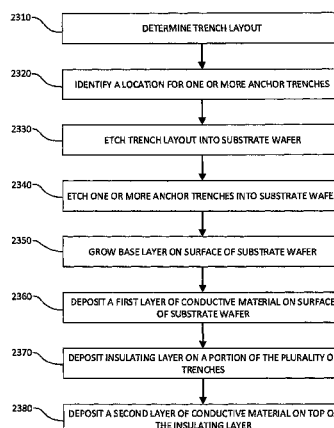 2310
DETERMINE TRENCH LAYOUT
2320
IDENTIFY A LOCATION FOR ONE OR MORE ANCHOR TRENCHES
2330
ETCH TRENCH LAYOUT INTO SUBSTRATE WAFER
2340
ETCH ONE OR MORE ANCHOR TRENCHES INTO SUBSTRATE WAFE
2350
GROW BASE LAYER ON SURFACE OF SUBSTRATE WAFER
2360
DEPOSIT A FIRST LAYER OF CONDUCTIVE MATERIAL ON SURFACE
OF SUBSTRATE WAFER
2370
DEPOSIT INSULATING LAYER ON A PORTION OF THE PLURALITY O
TRENCHES
2380
DEPOSIT A SECOND LAYER OF CONDUCTIVE MATERIAL ON TOP O
THE INSULATING LAYER